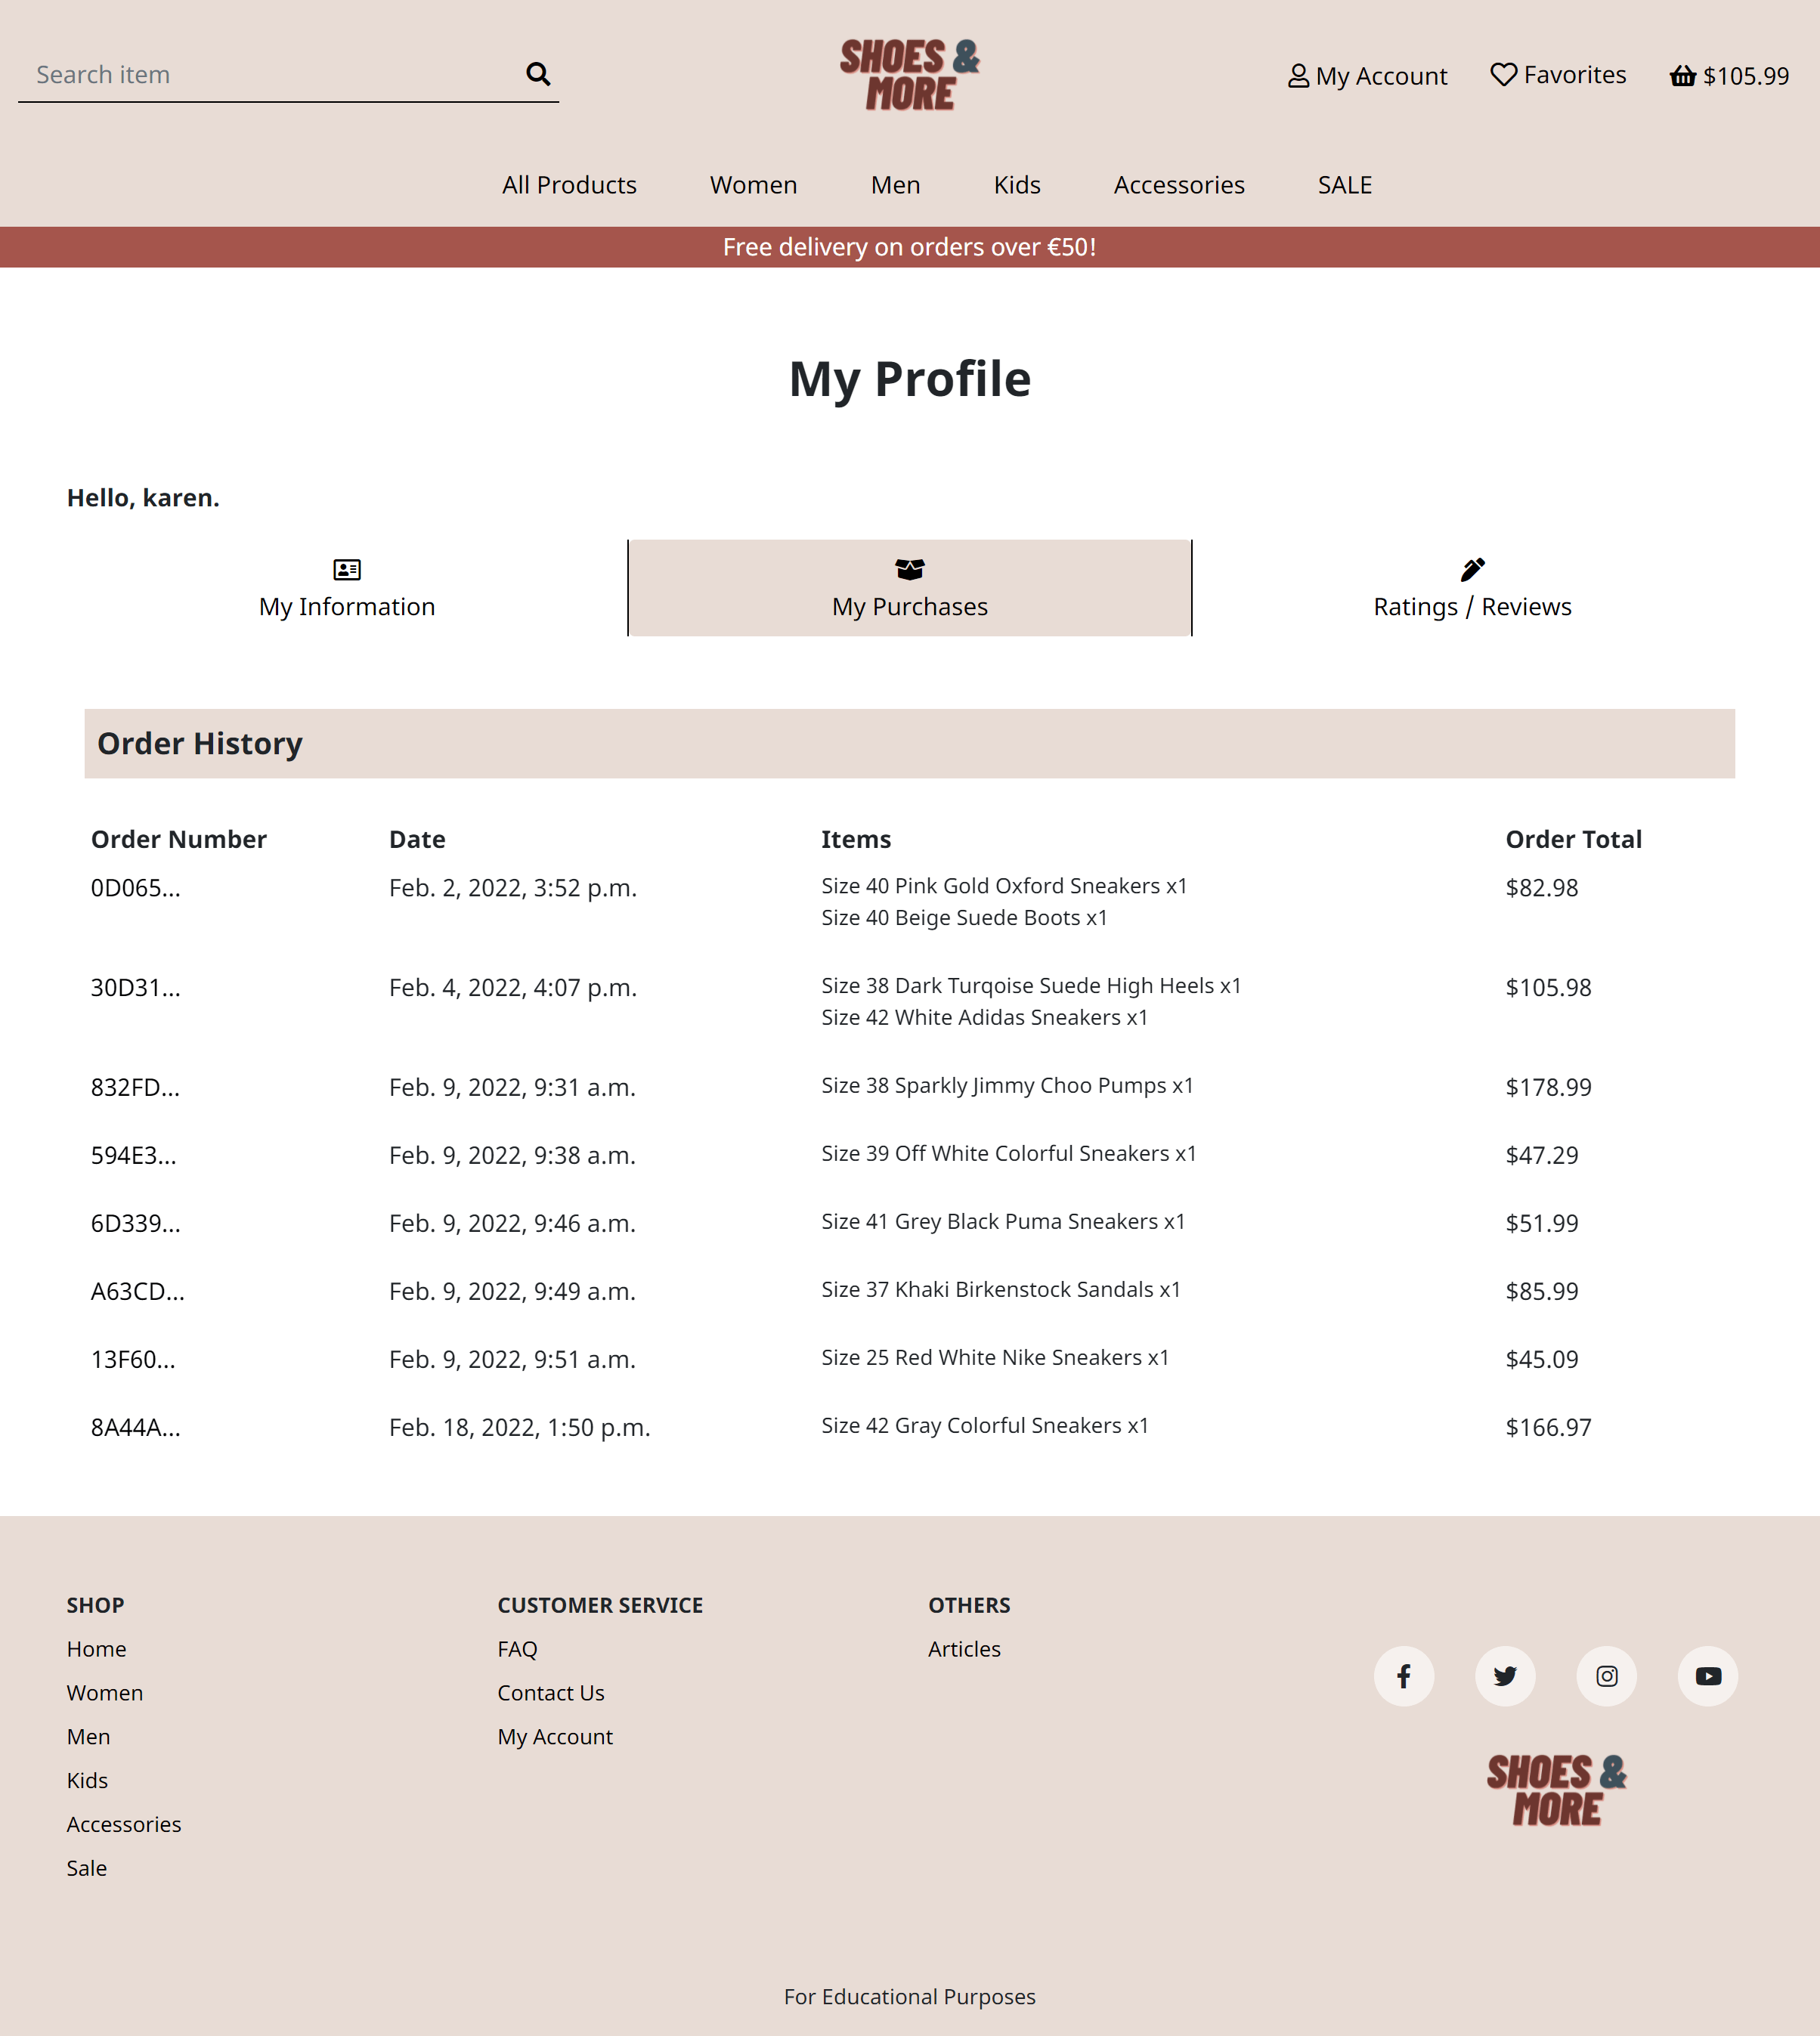 Search item
SHOES &
MORE
My Account
Favorites
$105.99
All Products
Women
Men
Kids
Accessories
SALE
Free delivery on orders over €50!
My Profile
Hello, karen.
My Information
My Purchases
Ratings / Reviews
Order History
Order Number Date Items Order Total
0D065... Feb. 2, 2022, 3:52 p.m. Size 40 Pink Gold Oxford Sneakers x1 $82.98
Size 40 Beige Suede Boots x1
30D31... Feb. 4, 2022, 4:07 p.m. Size 38 Dark Turqoise Suede High Heels x1 $105.98
Size 42 White Adidas Sneakers x1
832FD... Feb. 9, 2022, 9:31 a.m. Size 38 Sparkly Jimmy Choo Pumps x1 $178.99
594E3... Feb. 9, 2022, 9:38 a.m. Size 39 Off White Colorful Sneakers x1 $47.29
6D339... Feb. 9, 2022, 9:46 a.m. Size 41 Grey Black Puma Sneakers x1 $51.99
A63CD... Feb. 9, 2022, 9:49 a.m. Size 37 Khaki Birkenstock Sandals x1 $85.99
13F60... Feb. 9, 2022, 9:51 a.m. Size 25 Red White Nike Sneakers x1 $45.09
8A44A... Feb. 18, 2022, 1:50 p.m. Size 42 Gray Colorful Sneakers x1 $166.97
SHOP
Home
Women
Men
Kids
Accessories
Sale
CUSTOMER SERVICE
FAQ
Contact Us
My Account
OTHERS
Articles
SHOES &
MORE
For Educational Purposes